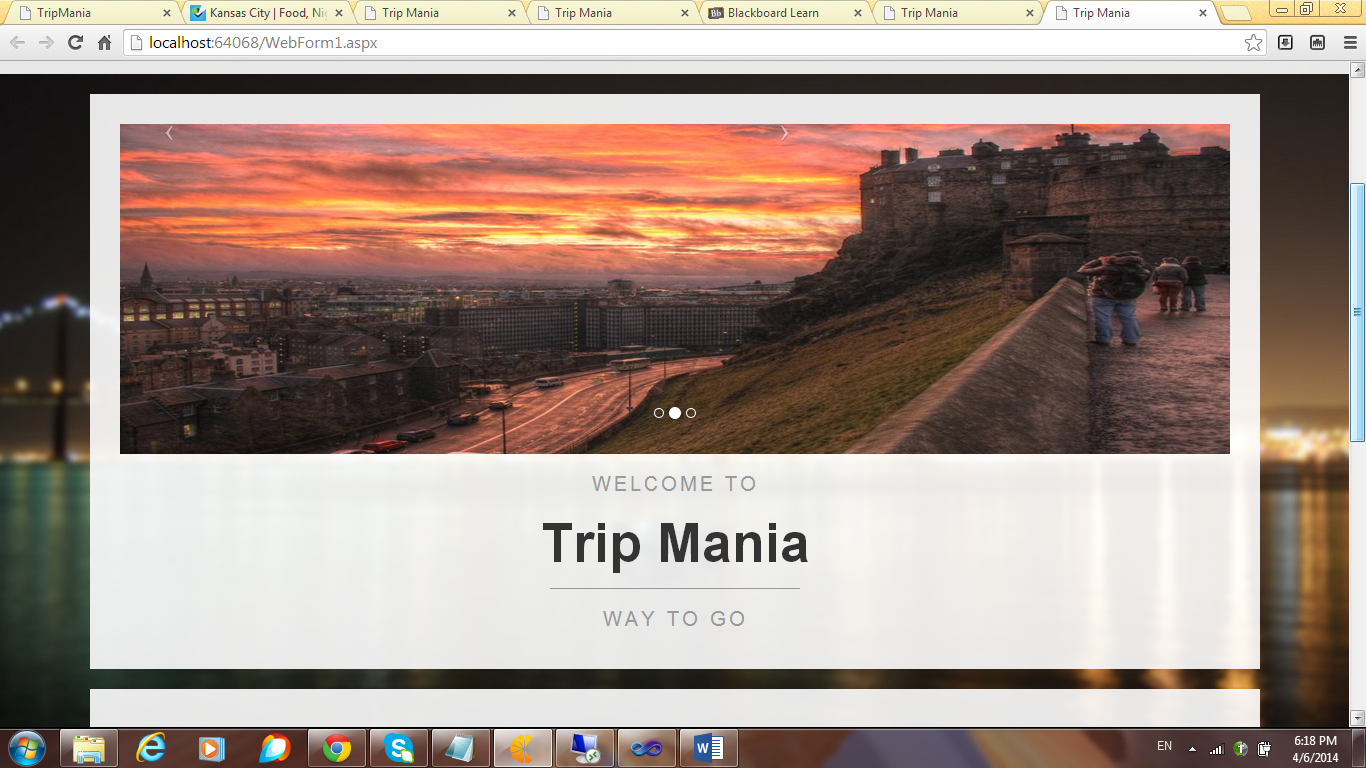 TripMania
Kansas City | Food, Nig
Trip Mania
Trip Mania
Blackboard Learn
Trip Mania
Trip Mania
localhost:64068/WebForm1.aspx
WELCOME TO
Trip Mania
WAY TO GO
EN
6:18 PM
4/6/2014